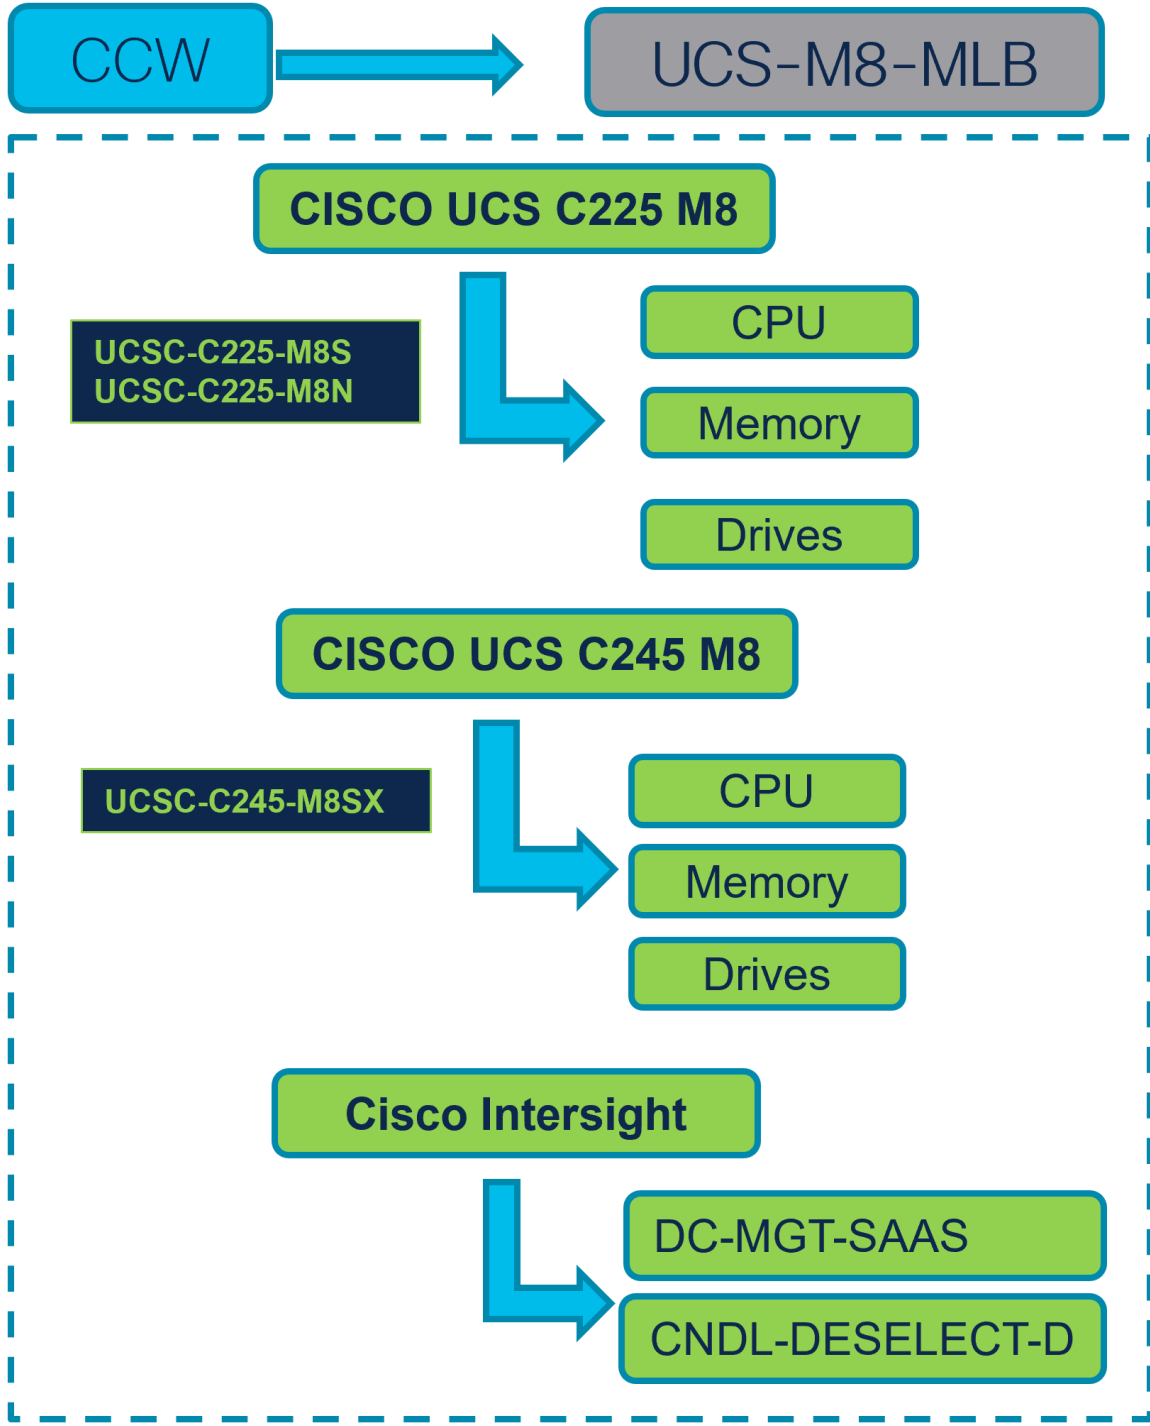 CCW
UCS-M8-MLB
CISCO UCS C225 M8
UCSC-C225-M8S
UCSC-C225-M8N
CPU
Memory
Drives
CISCO UCS C245 M8
UCSC-C245-M8SX
CPU
Memory
Drives
Cisco Intersight
DC-MGT-SAAS
CNDL-DESELECT-D